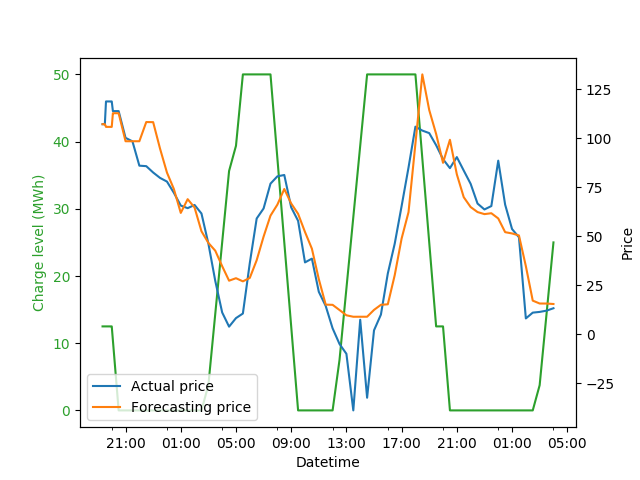 50
40
30
20
10
0
Charge level (MWh)
125
100
75
50
25
0
−25
Price
Actual price
Forecasting price
21:00 01:00 05:00 09:00 13:00 17:00 21:00 01:00 05:00
Datetime